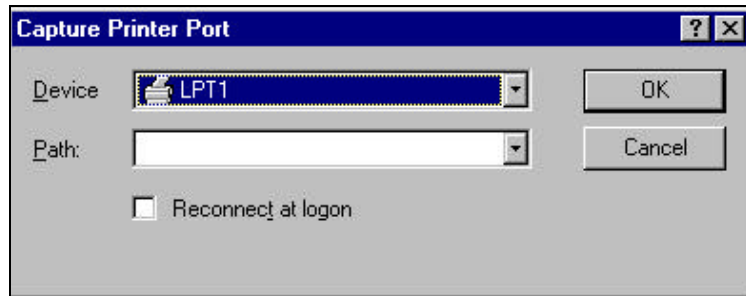 Capture Printer Port
Device LPT1 OK
Path: Cancel
Reconnect at logon